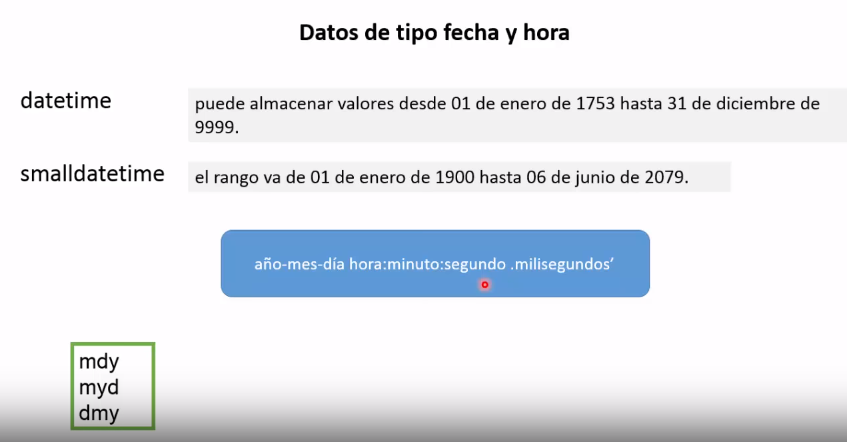 Datos de tipo fecha y hora
datetime
puede almacenar valores desde 01 de enero de 1753 hasta 31 de diciembre de
9999.
smalldatetime
el rango va de 01 de enero de 1900 hasta 06 de junio de 2079.
año-mes-día hora:minuto:segundo .milisegundos’
mdy
myd
dmy